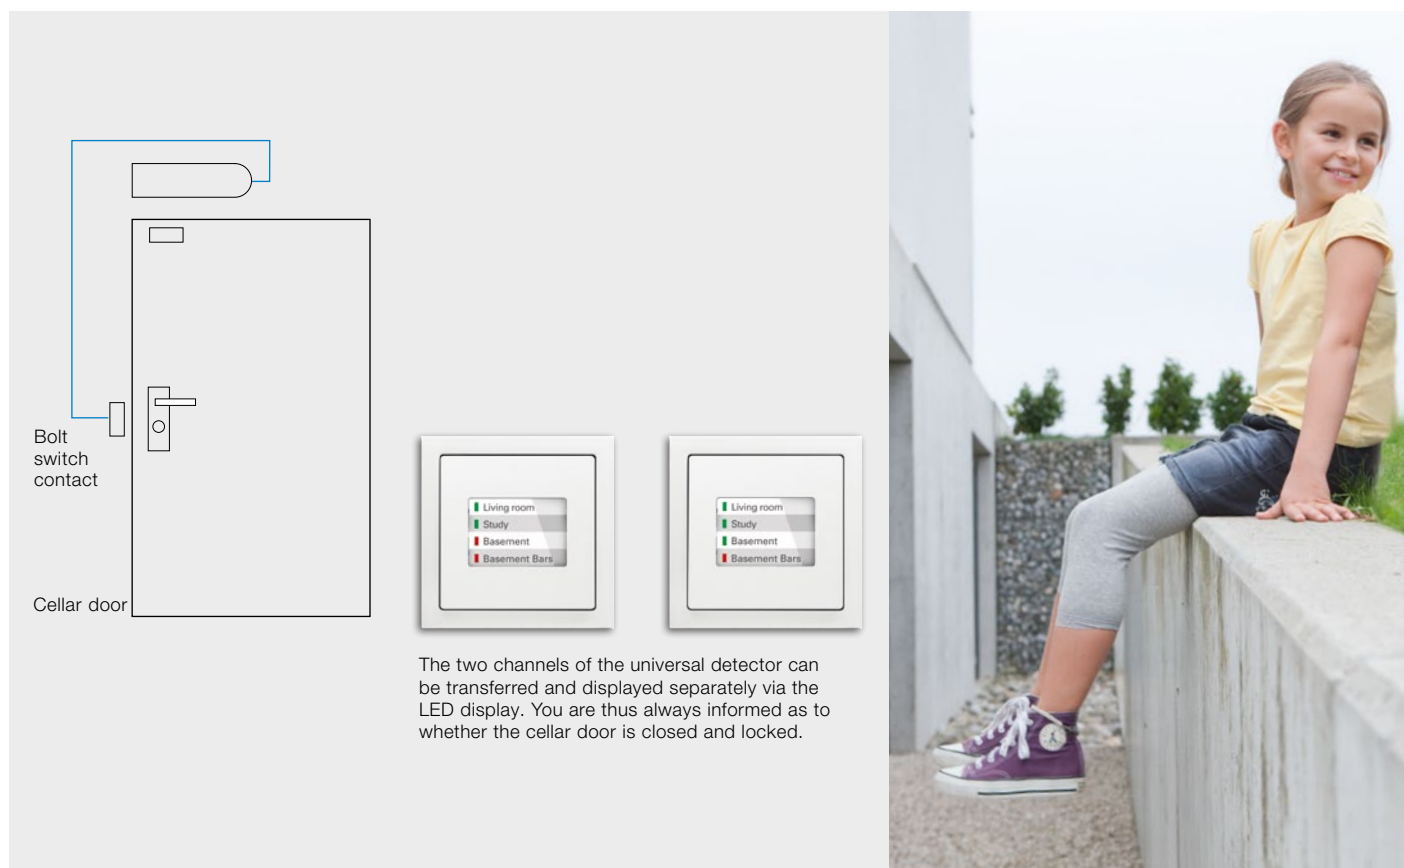 Bolt
switch
contact
Cellar door
Living room
Study
Basement
Basement Bars
Living room
Study
Basement
Basement Bars
The two channels of the universal detector can
be transferred and displayed separately via the
LED display. You are thus always informed as to
whether the cellar door is closed and locked.